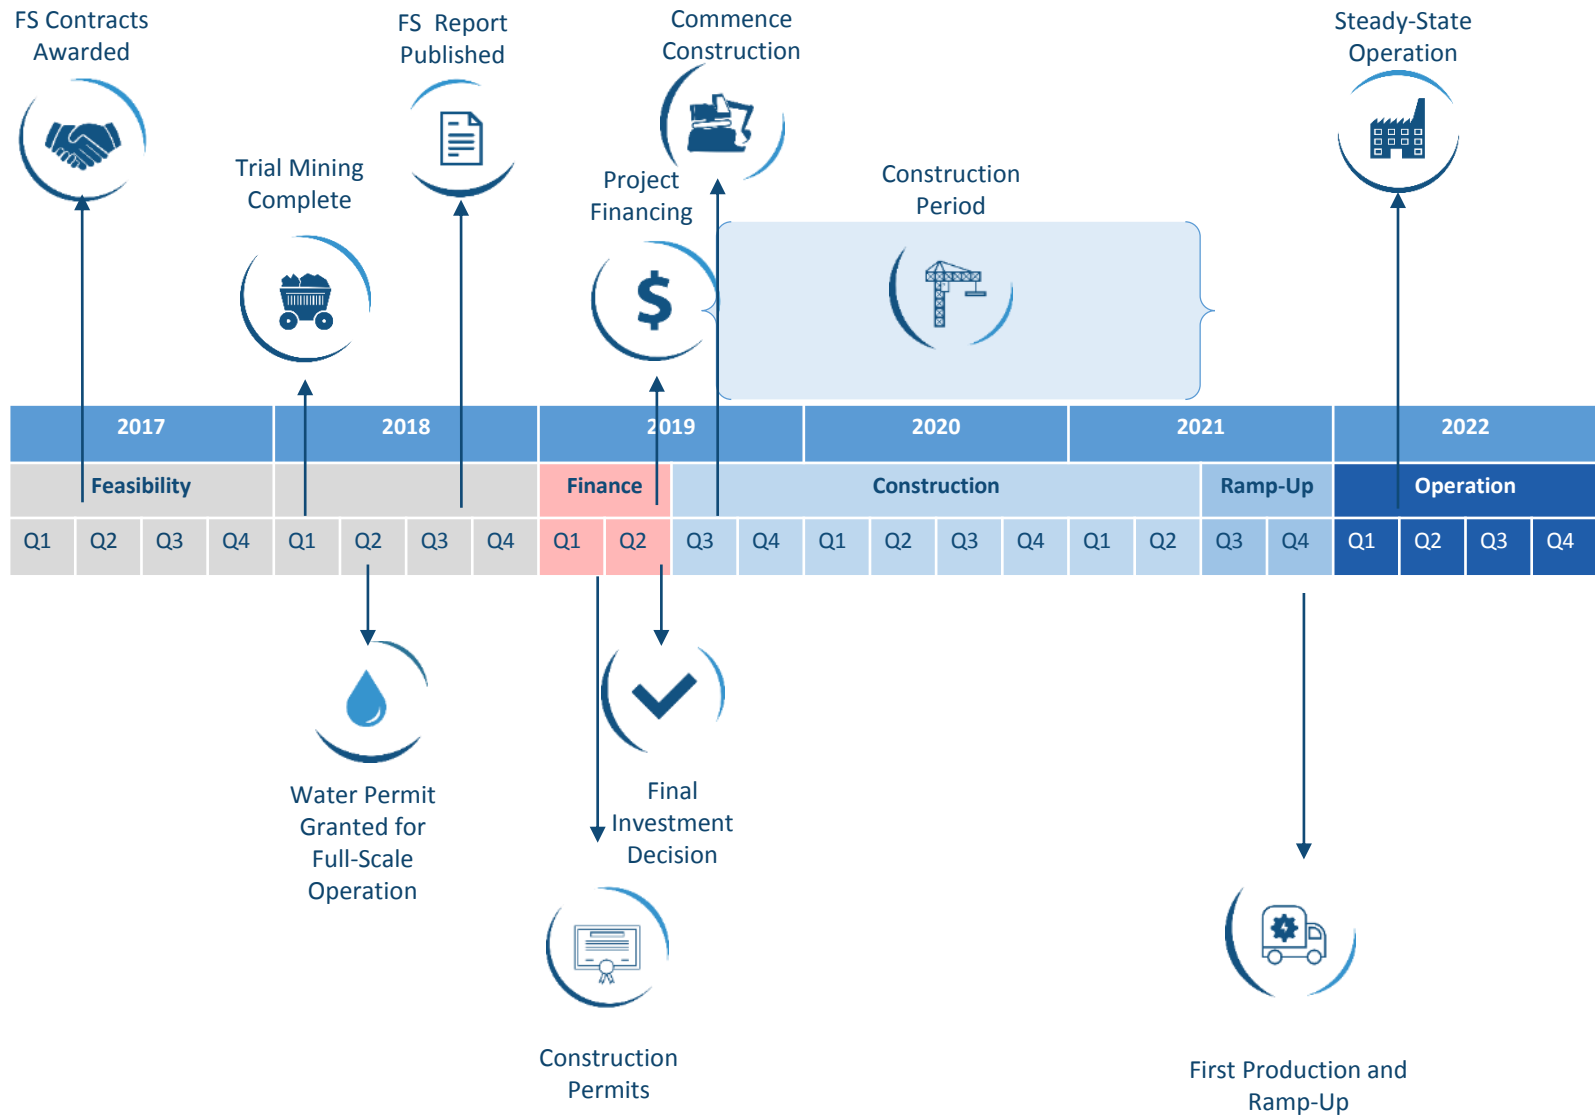 FS Contracts
Awarded
FS Report
Published
Commence
Construction
Steady-State
Operation
Trial Mining
Complete
Project
Financing
Construction
Period
$
2017 2018 2019 2020 2021 2022
Feasibility Finance Construction Ramp-Up Operation
Q1 Q2 Q3 Q4 Q1 Q2 Q3 Q4 Q1 Q2 Q3 Q4 Q1 Q2 Q3 Q4 Q1 Q2 Q3 Q4 Q1 Q2 Q3 Q4
Water Permit
Granted for
Full-Scale
Operation
Final
Investment
Decision
Construction
Permits
First Production and
Ramp-Up